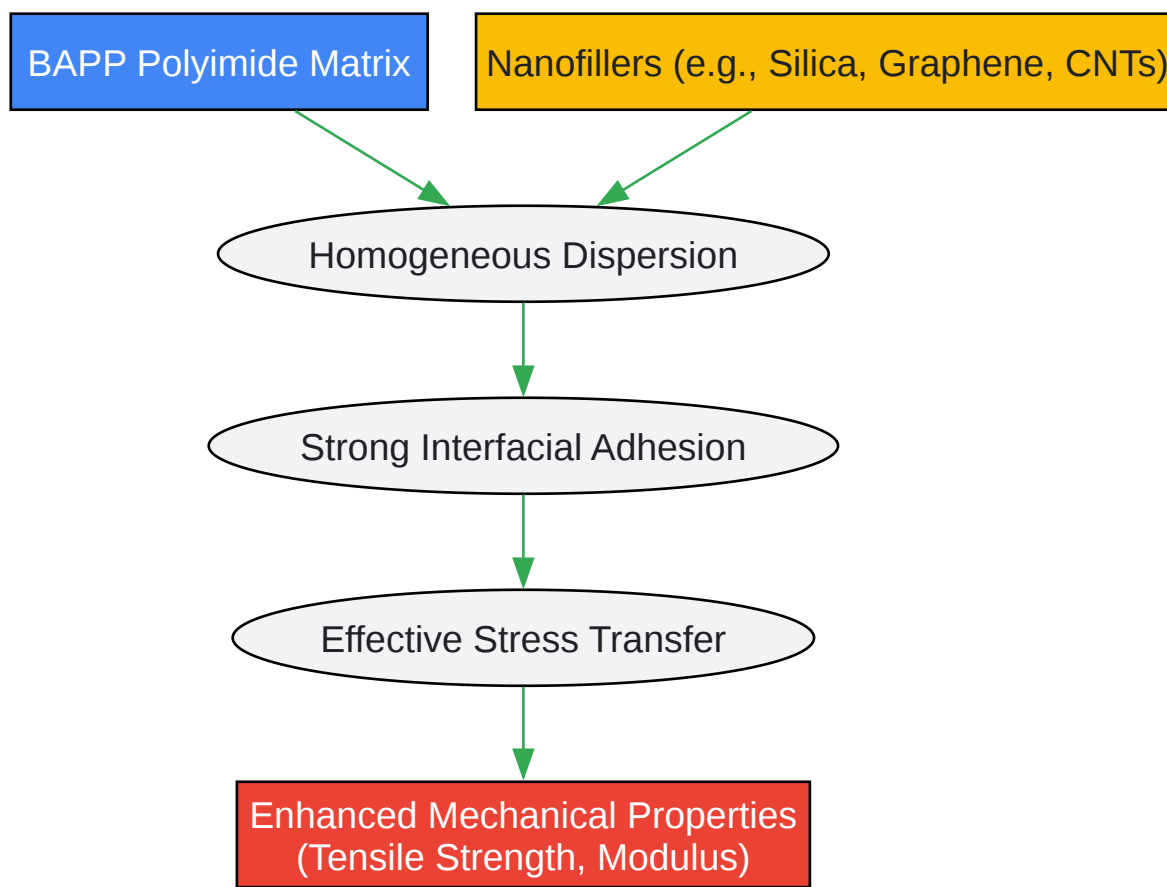 BAPP Polyimide Matrix
Nanofillers (e.g., Silica, Graphene, CNTs)
Homogeneous Dispersion
Strong Interfacial Adhesion
Effective Stress Transfer
Enhanced Mechanical Properties
(Tensile Strength, Modulus)